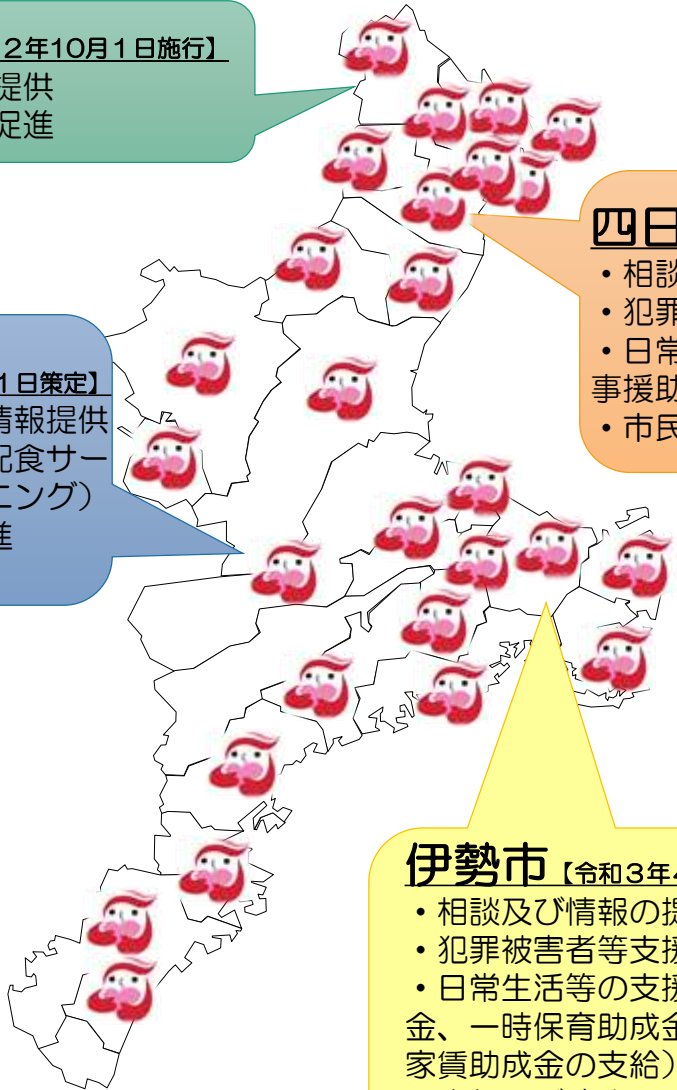 ２年10月１日施行】
提供
足進
四日
・相談
・犯罪
・日常
事援助
・市民
１日策定】
情報提供
配食サー
ニング）
進
伊勢市【令和３年
・相談及び情報の提
・犯罪被害者等支援
・日常生活等の支援
金、一時保育助成金
家賃助成金の支給）